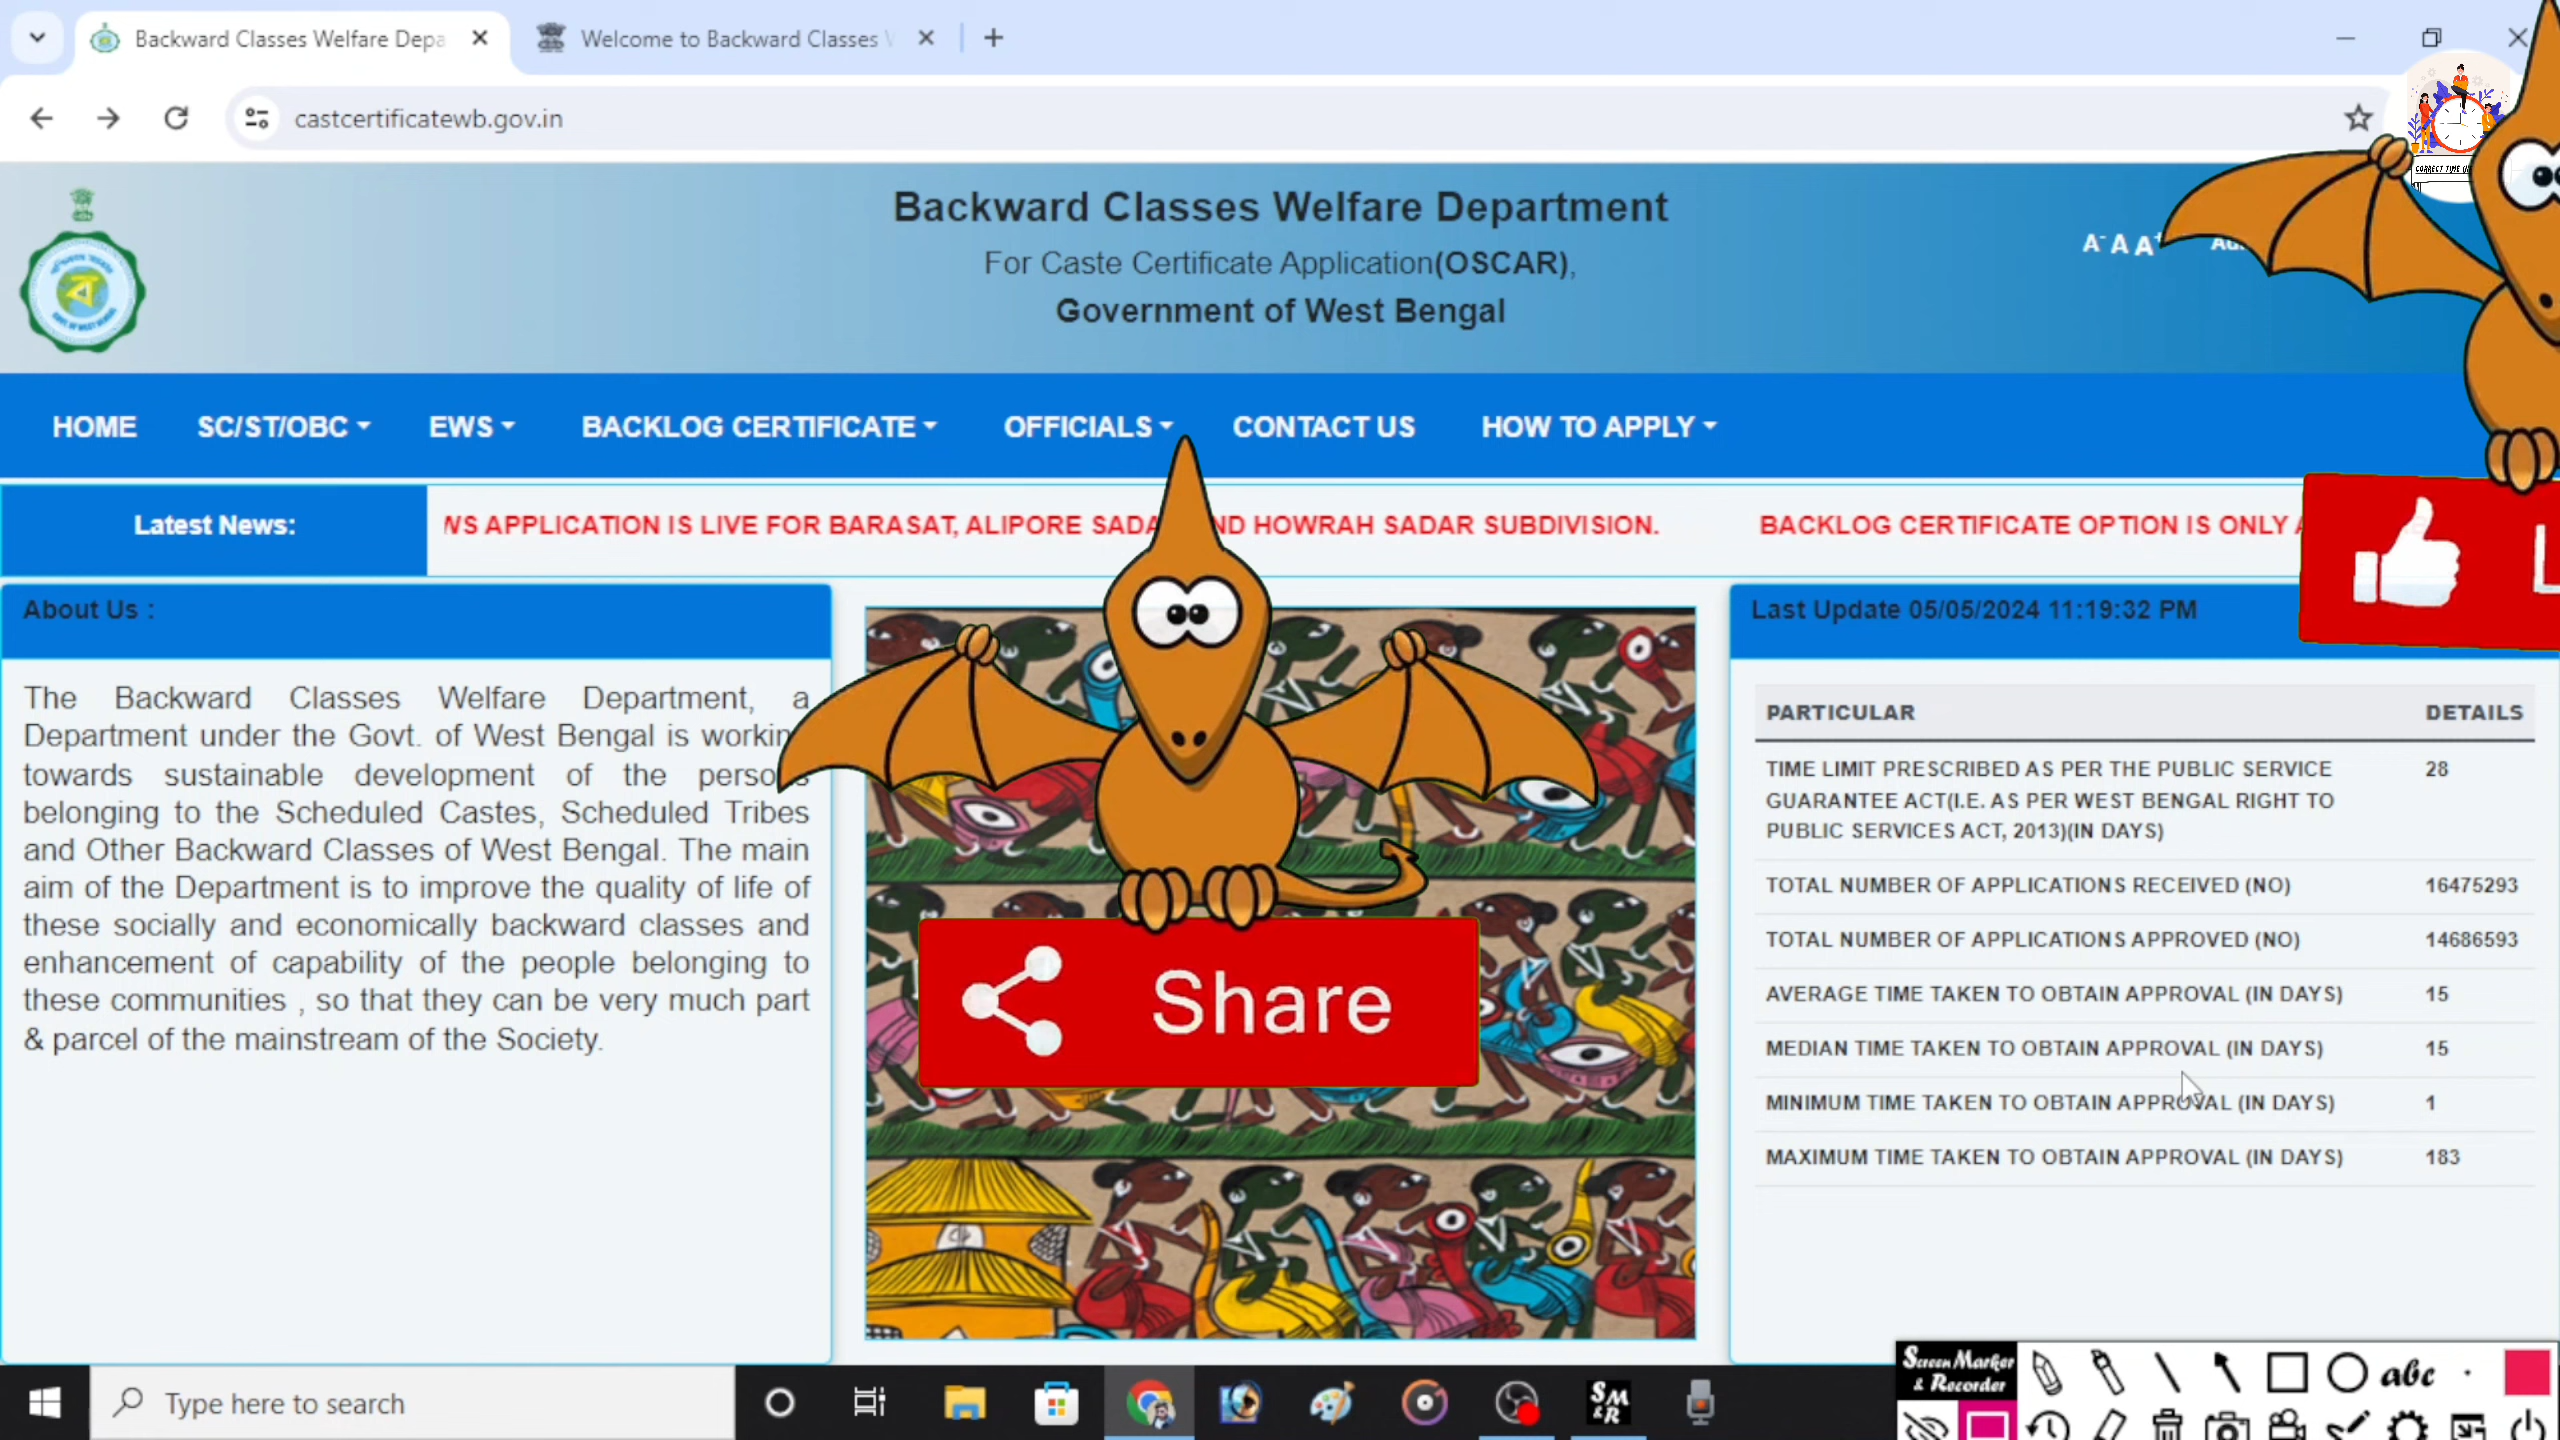 Backward Classes Welfare Depa
Welcome to Backward Classes
castcertificatewb.gov.in
Backward Classes Welfare Department
For Caste Certificate Application(OSCAR),
Government of West Bengal
A- A A+
CORRECT TIME
HOME SC/ST/OBC EWS BACKLOG CERTIFICATE OFFICIALS CONTACT US HOW TO APPLY
Latest News:
WS APPLICATION IS LIVE FOR BARASAT, ALIPORE SADA ND HOWRAH SADAR SUBDIVISION. BACKLOG CERTIFICATE OPTION IS ONLY
About Us :
The Backward Classes Welfare Department, a
Department under the Govt. of West Bengal is workin
towards sustainable development of the persons
belonging to the Scheduled Castes, Scheduled Tribes
and Other Backward Classes of West Bengal. The main
aim of the Department is to improve the quality of life of
these socially and economically backward classes and
enhancement of capability of the people belonging to
these communities , so that they can be very much part
& parcel of the mainstream of the Society.
Share
Last Update 05/05/2024 11:19:32 PM
PARTICULAR DETAILS
TIME LIMIT PRESCRIBED AS PER THE PUBLIC SERVICE 28
GUARANTEE ACT(I.E. AS PER WEST BENGAL RIGHT TO
PUBLIC SERVICES ACT, 2013)(IN DAYS)
TOTAL NUMBER OF APPLICATIONS RECEIVED (NO) 16475293
TOTAL NUMBER OF APPLICATIONS APPROVED (NO) 14686593
AVERAGE TIME TAKEN TO OBTAIN APPROVAL (IN DAYS) 15
MEDIAN TIME TAKEN TO OBTAIN APPROVAL (IN DAYS) 15
MINIMUM TIME TAKEN TO OBTAIN APPROVAL (IN DAYS) 1
MAXIMUM TIME TAKEN TO OBTAIN APPROVAL (IN DAYS) 183
Screen Marker
& Recorder
abc
Type here to search
SM
&R